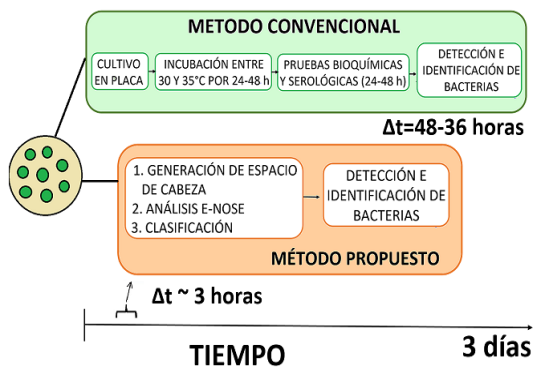 METODO CONVENCIONAL
CULTIVO
EN PLACA
INCUBACIÓN ENTRE
30 Y 35°C POR 24-48 h
PRUEBAS BIOQUÍMICAS
Y SEROLÓGICAS (24-48 h)
DETECCIÓN E
IDENTIFICACIÓN DE
BACTERIAS
Δt=48-36 horas
1. GENERACIÓN DE ESPACIO
DE CABEZA
2. ANÁLISIS E-NOSE
3. CLASIFICACIÓN
DETECCIÓN E
IDENTIFICACIÓN DE
BACTERIAS
MÉTODO PROPUESTO
Δt ~ 3 horas
TIEMPO
3 días